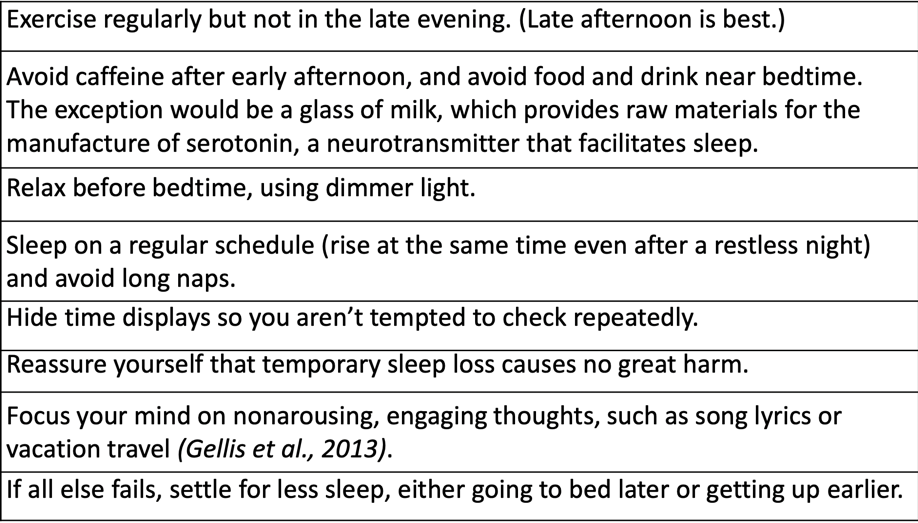 Exercise regularly but not in the late evening. (Late afternoon is best.)
Avoid caffeine after early afternoon, and avoid food and drink near bedtime.
The exception would be a glass of milk, which provides raw materials for the
manufacture of serotonin, a neurotransmitter that facilitates sleep.
Relax before bedtime, using dimmer light.
Sleep on a regular schedule (rise at the same time even after a restless night)
and avoid long naps.
Hide time displays so you aren’t tempted to check repeatedly.
Reassure yourself that temporary sleep loss causes no great harm.
Focus your mind on nonarousing, engaging thoughts, such as song lyrics or
vacation travel (Gellis et al., 2013).
If all else fails, settle for less sleep, either going to bed later or getting up earlier.